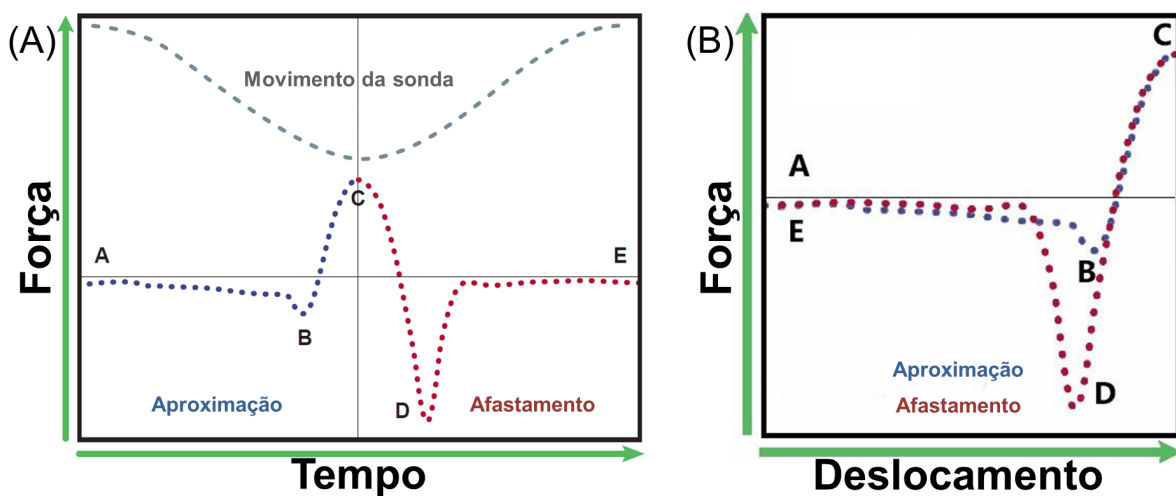 (A)
Força
Movimento da sonda
A
B
C
D
E
Aproximação
Afastamento
Tempo
(B)
Força
A
E
B
C
D
Aproximação
Afastamento
Deslocamento